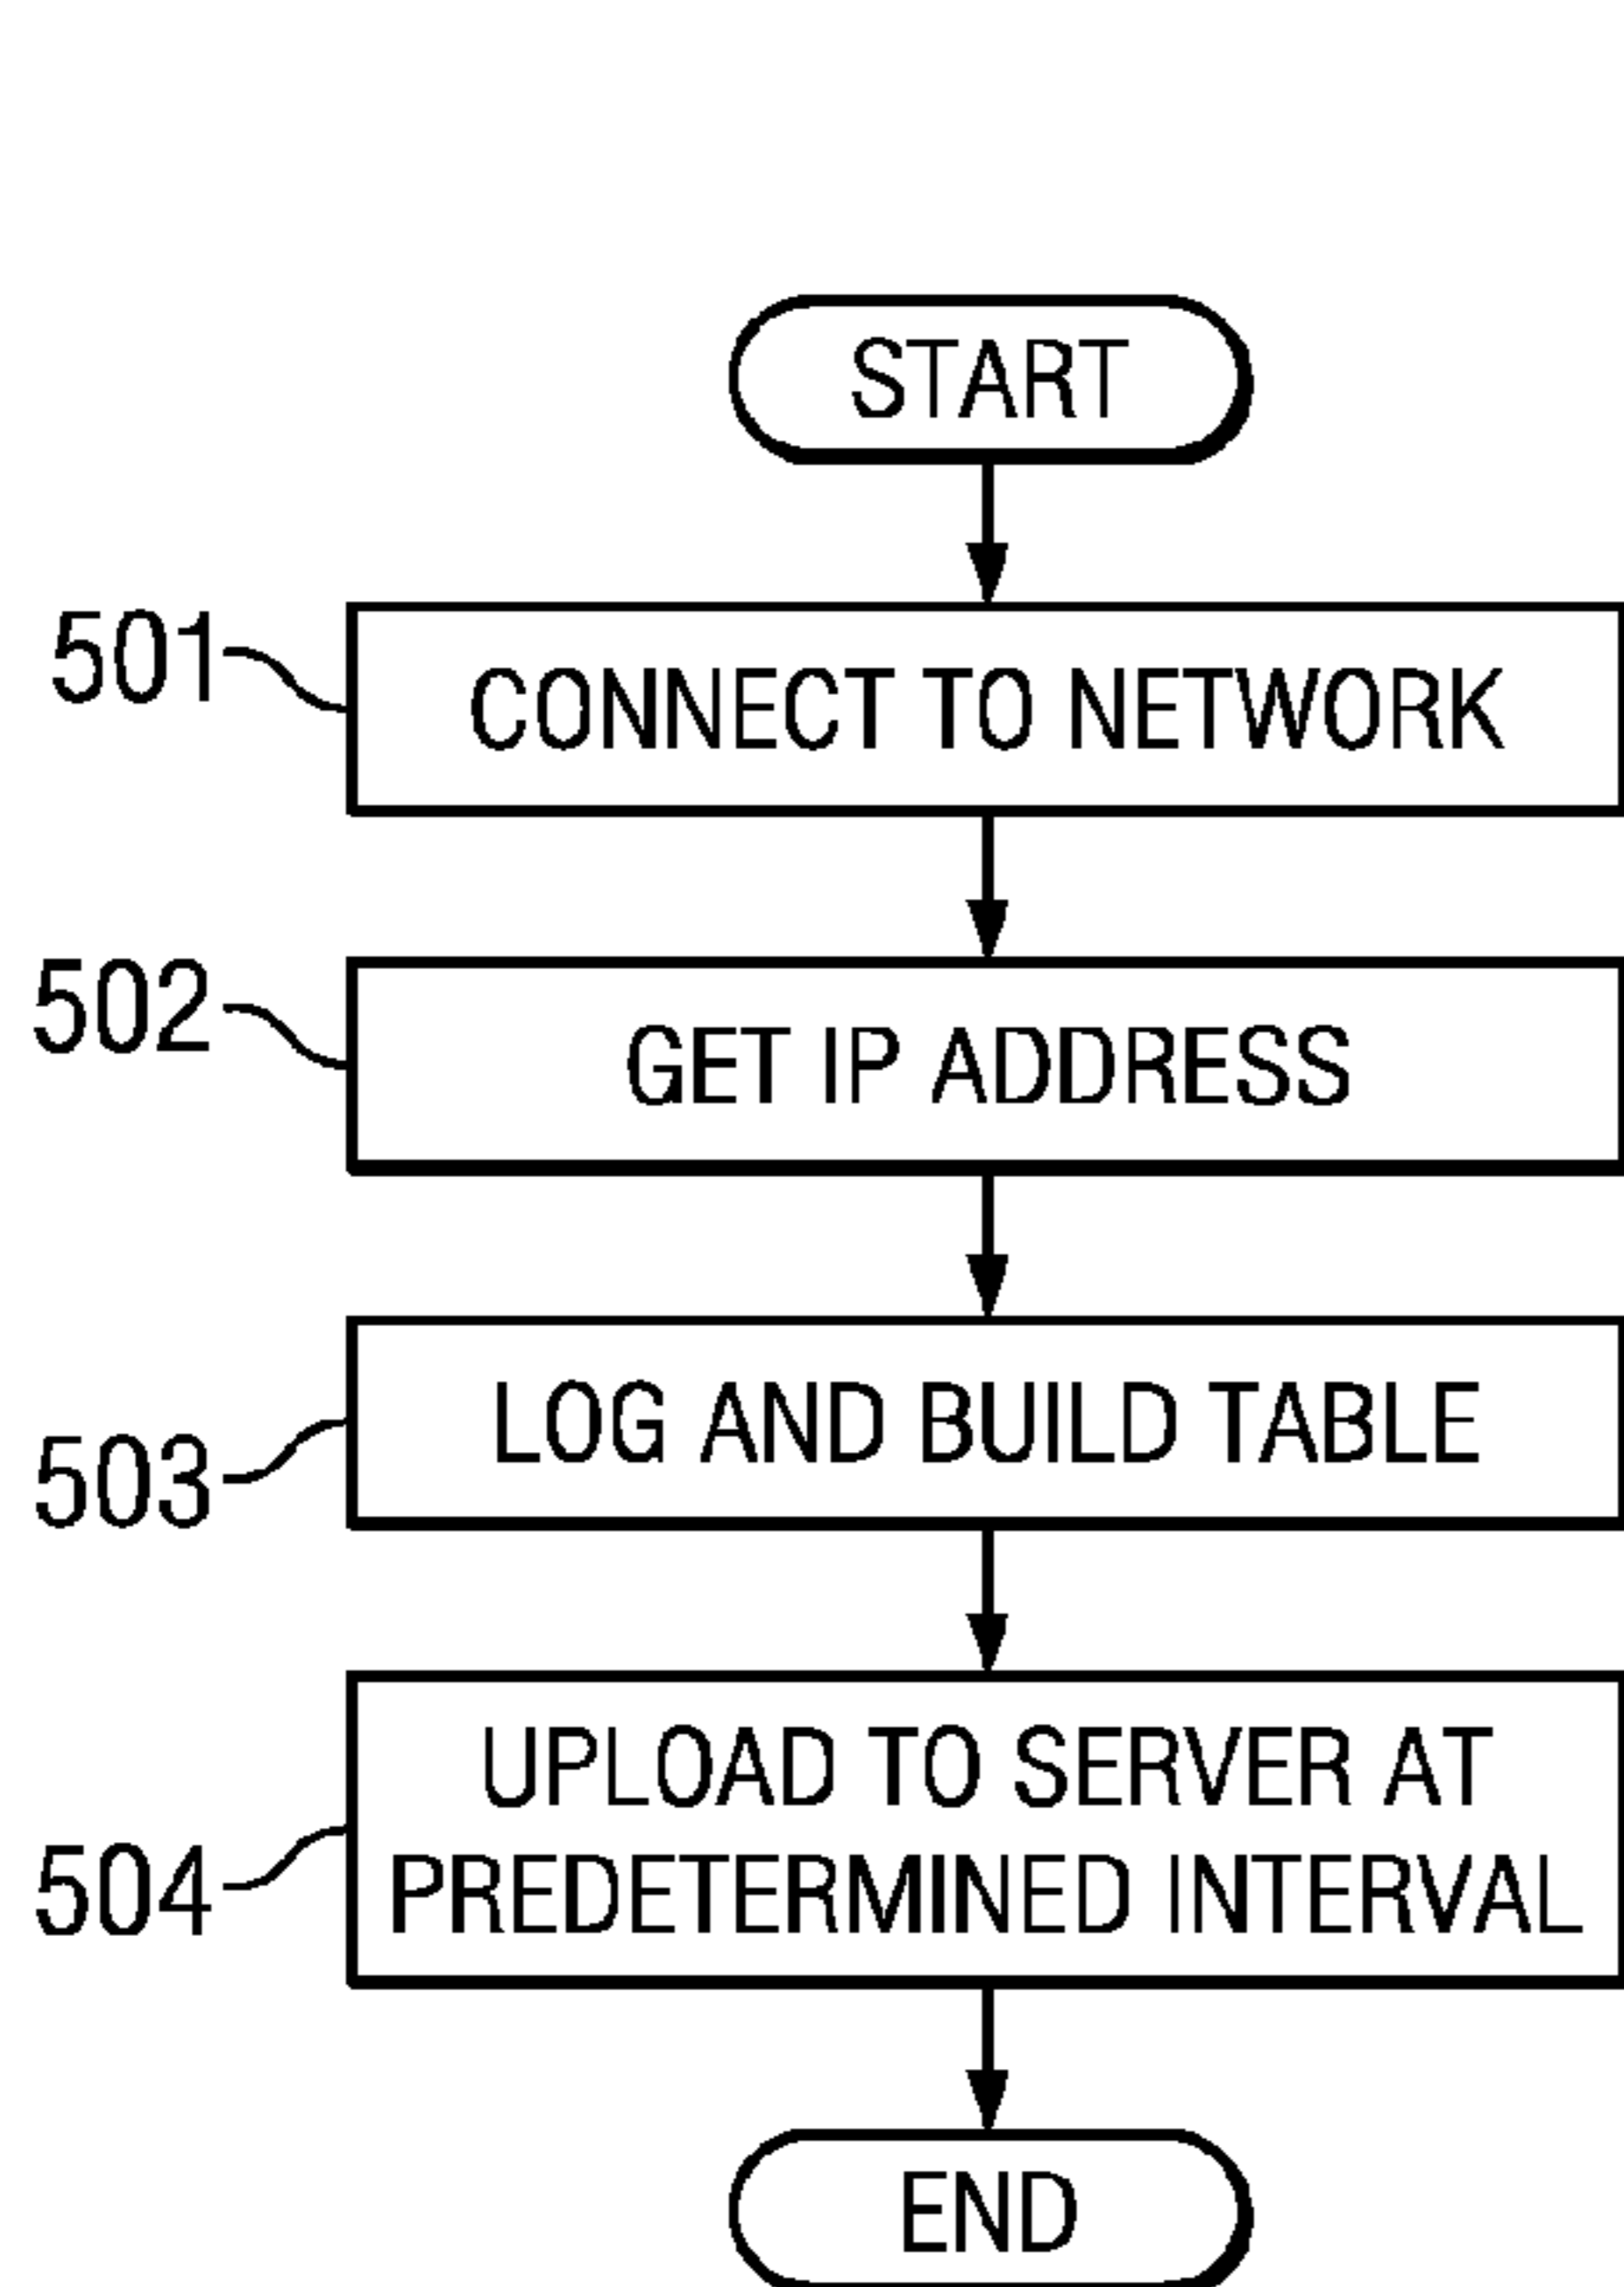 START
501
CONNECT TO NETWORK
502
GET IP ADDRESS
503
LOG AND BUILD TABLE
504
UPLOAD TO SERVER AT
PREDETERMINED INTERVAL
END